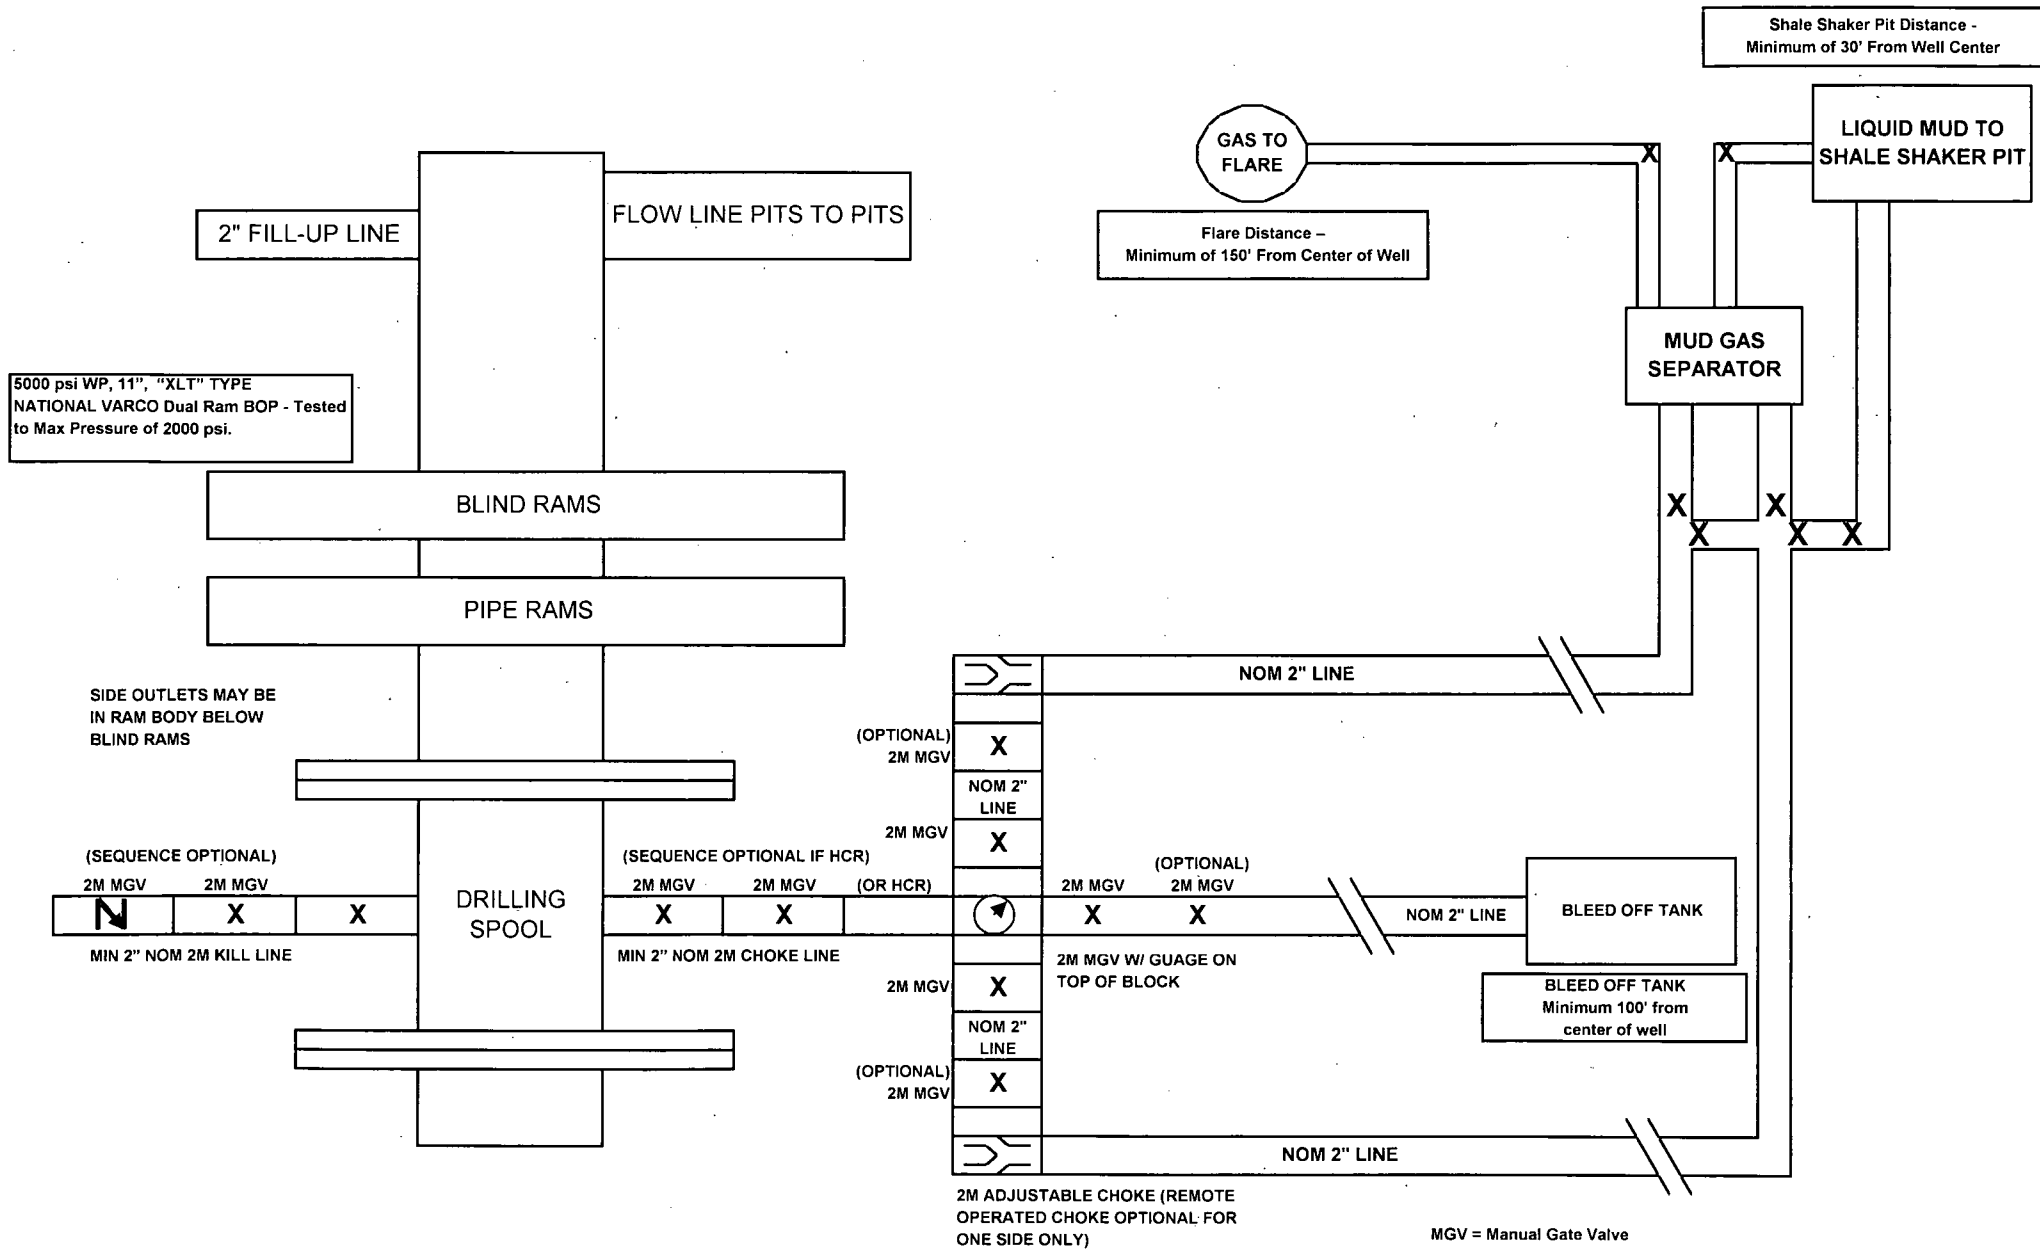 Shale Shaker Pit Distance -
Minimum of 30' From Well Center
GAS TO
FLARE
LIQUID MUD TO
SHALE SHAKER PIT
2" FILL-UP LINE
FLOW LINE PITS TO PITS
Flare Distance –
Minimum of 150' From Center of Well
MUD GAS
SEPARATOR
5000 psi WP, 11”, “XLT” TYPE
NATIONAL VARCO Dual Ram BOP - Tested
to Max Pressure of 2000 psi.
BLIND RAMS
X
X
X
X
X
X
X
PIPE RAMS
NOM 2" LINE
SIDE OUTLETS MAY BE
IN RAM BODY BELOW
BLIND RAMS
(OPTIONAL)
2M MGV
X
NOM 2"
LINE
2M MGV
X
(SEQUENCE OPTIONAL)
2M MGV
2M MGV
N
X
X
MIN 2" NOM 2M KILL LINE
DRILLING
SPOOL
(SEQUENCE OPTIONAL IF HCR)
2M MGV
2M MGV
(OR HCR)
X
X
MIN 2" NOM 2M CHOKE LINE
2M MGV
(OPTIONAL)
2M MGV
X
X
NOM 2" LINE
BLEED OFF TANK
2M MGV W/ GUAGE ON
TOP OF BLOCK
BLEED OFF TANK
Minimum 100' from
center of well
2M MGV
X
NOM 2"
LINE
(OPTIONAL)
2M MGV
X
NOM 2" LINE
2M ADJUSTABLE CHOKE (REMOTE
OPERATED CHOKE OPTIONAL FOR
ONE SIDE ONLY)
MGV = Manual Gate Valve